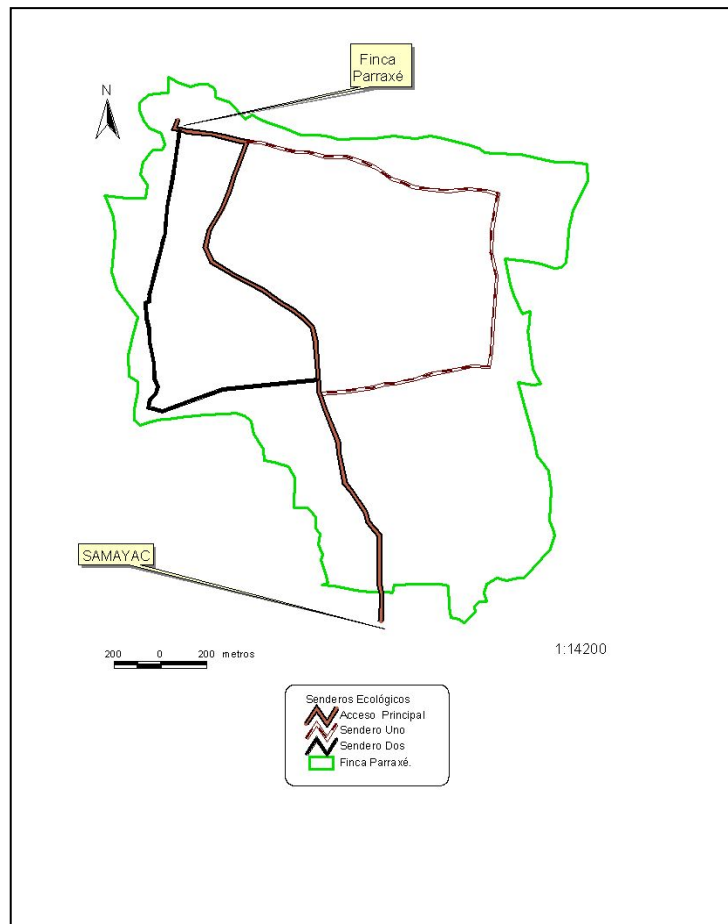 Finca
Parraxé
N
SAMAYAC
200 0 200 metros
1:14200
Senderos Ecológicos
Acceso Principal
Sendero Uno
Sendero Dos
Finca Parraxé.